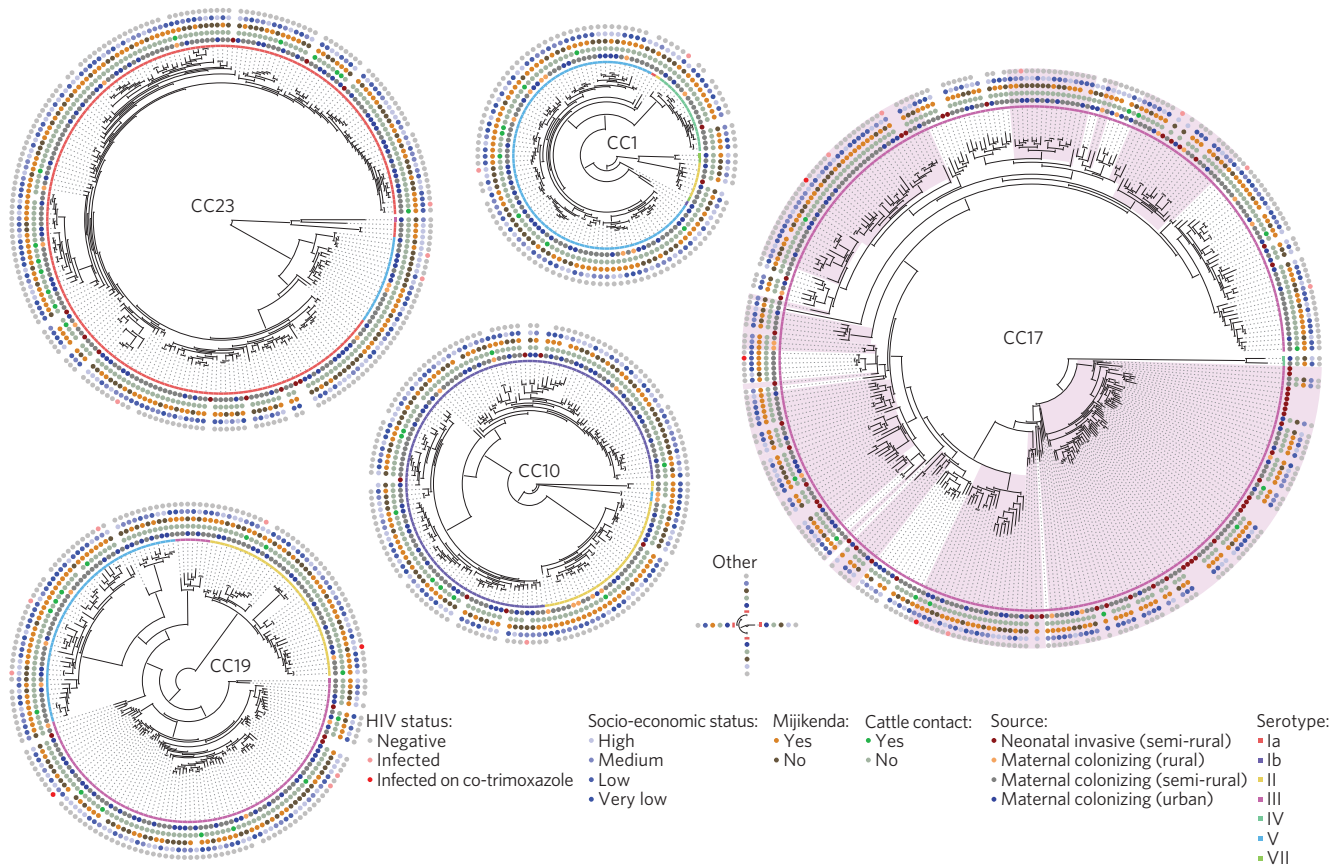 CC23
CC1
CC17
CC10
CC19
Other
HIV status:
Negative
Infected
Infected on co-trimoxazole
Socio-economic status:
High
Medium
Low
Very low
Mijikenda:
Yes
No
Cattle contact:
Yes
No
Source:
Neonatal invasive (semi-rural)
Maternal colonizing (rural)
Maternal colonizing (semi-rural)
Maternal colonizing (urban)
Serotype:
Ia
Ib
II
III
IV
V
VII